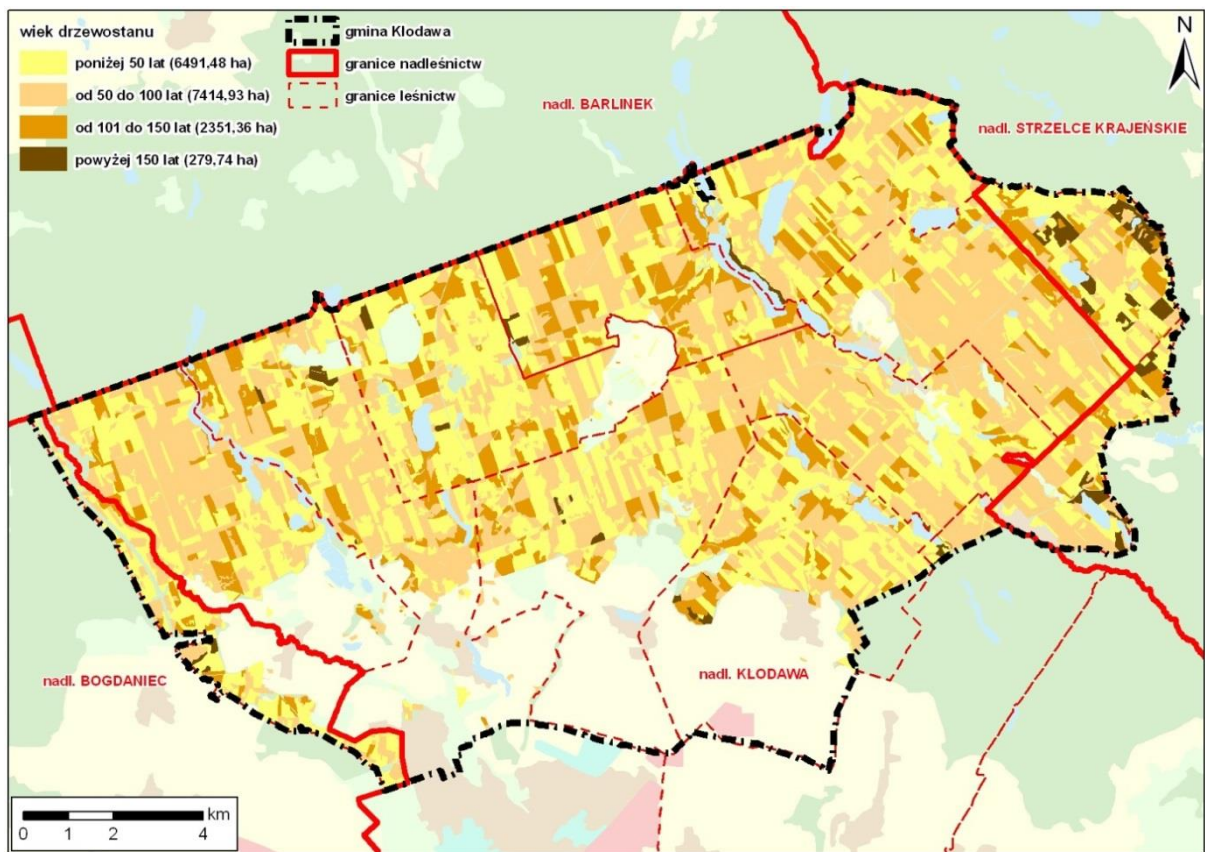 wiek drzewostanu
poniżej 50 lat (6491,48 ha)
od 50 do 100 lat (7414,93 ha)
od 101 do 150 lat (2351,36 ha)
powyżej 150 lat (279,74 ha)
gmina Kłodawa
granice nadleśnictw
granice leśnictw
N
nadl. BARLINEK
nadl. STRZELCE KRAJEŃSKIE
nadl. BOGDANIEC
nadl. KŁODAWA
km
0 1 2 4